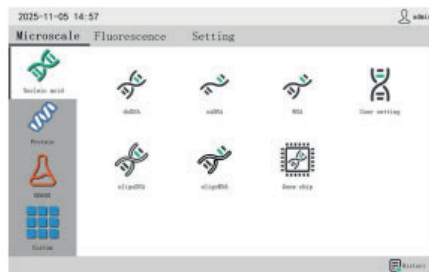 2025-11-05 14:57
admin
Microscale Fluorescence Setting
Nucleic acid
dsDNA
ssDNA
RNA
User setting
Protein
oligoDNA
oligoRNA
Gene chip
Custom
History